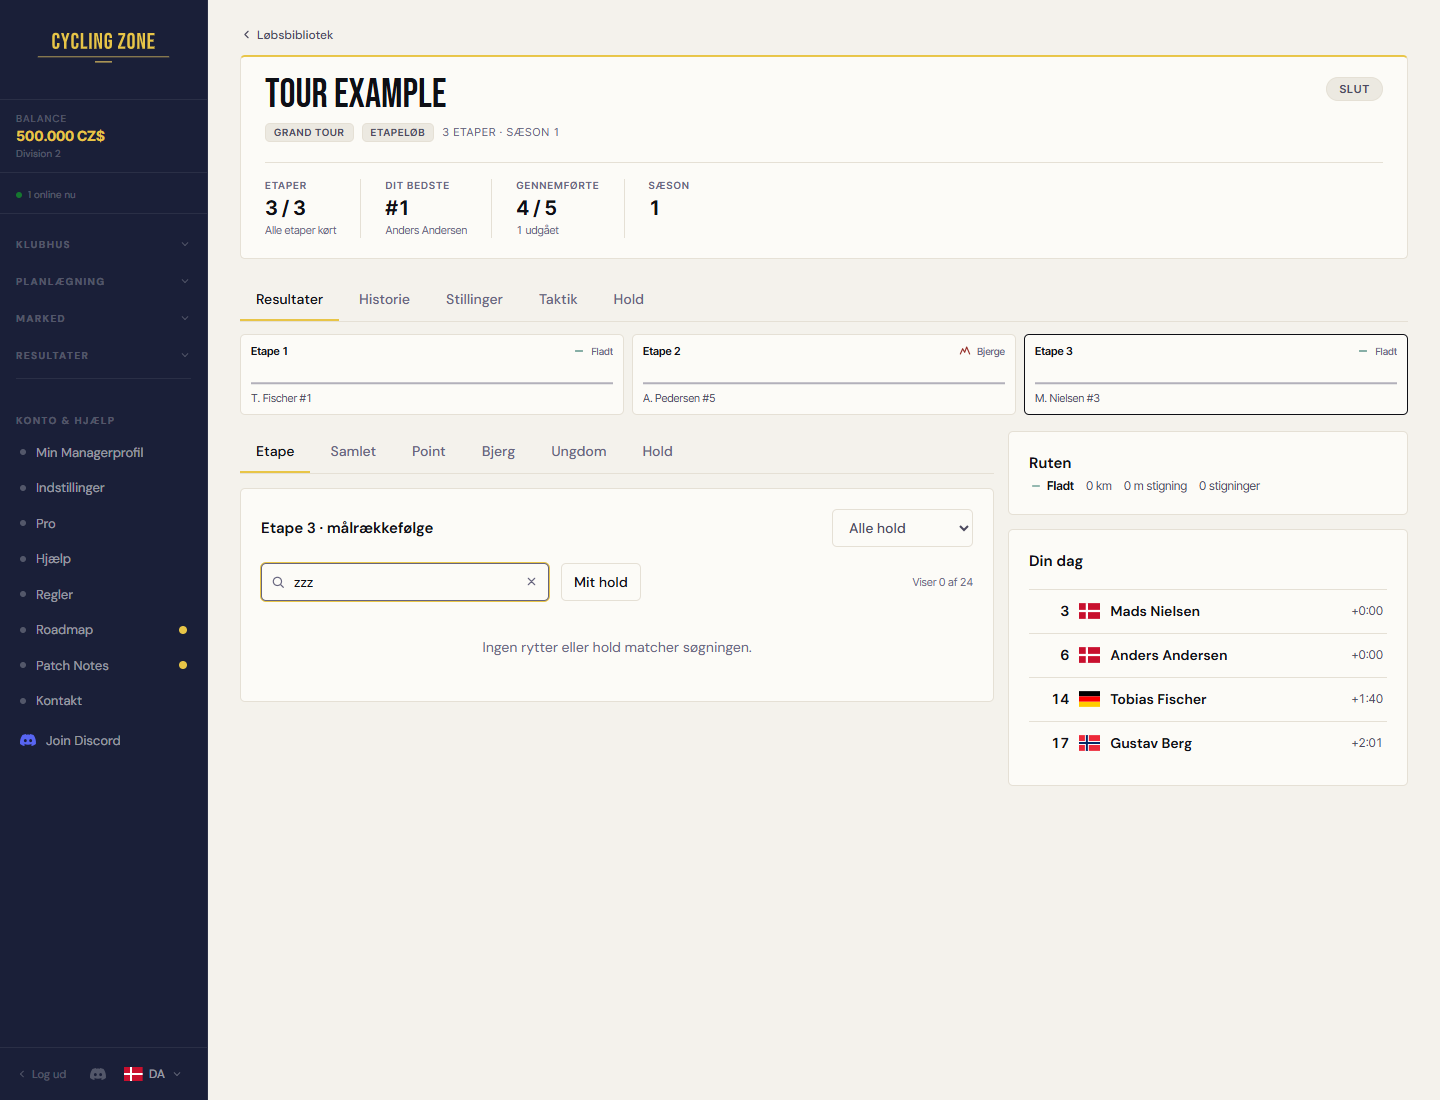 CYCLING ZONE
BALANCE
500.000 CZ$
Division 2
1 online nu
KLUBHUS
PLANLÆGNING
MARKED
RESULTATER
KONTO & HJÆLP
Min Managerprofil
Indstillinger
Pro
Hjælp
Regler
Roadmap
Patch Notes
Kontakt
Join Discord
Log ud
DA
Løbsbibliotek
TOUR EXAMPLE
SLUT
GRAND TOUR ETAPELØB 3 ETAPER · SÆSON 1
ETAPER DIT BEDSTE GENNEMFØRTE SÆSON
3 / 3 #1 4 / 5 1
Alle etaper kørt Anders Andersen 1 udgået
Resultater Historie Stillinger Taktik Hold
Etape 1 Fladt
T. Fischer #1
Etape 2 Bjerge
A. Pedersen #5
Etape 3 Fladt
M. Nielsen #3
Etape Samlet Point Bjerg Ungdom Hold
Etape 3 · målrækkefølge Alle hold
zzz Mit hold Viser 0 af 24
Ingen rytter eller hold matcher søgningen.
Ruten
Fladt 0 km 0 m stigning 0 stigninger
Din dag
3 Mads Nielsen +0:00
6 Anders Andersen +0:00
14 Tobias Fischer +1:40
17 Gustav Berg +2:01